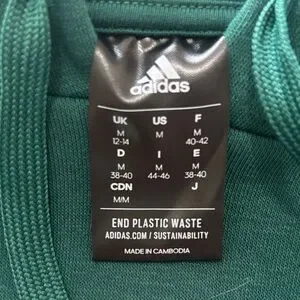 adidas
UK US F
M M M
12-14 40-42
D I E
M M M
38-40 44-46 38-40
CDN J
M/M
END PLASTIC WASTE
ADIDAS.COM / SUSTAINABILITY
MADE IN CAMBODIA